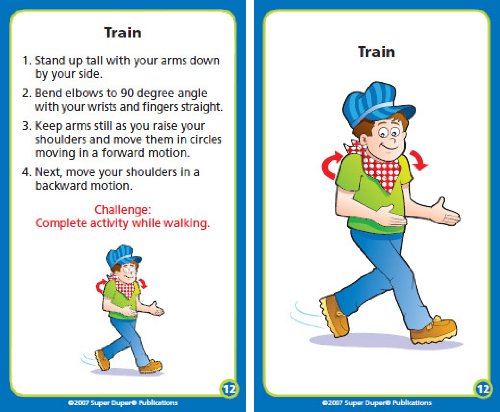 Train
1. Stand up tall with your arms down
by your side.
2. Bend elbows to 90 degree angle
with your wrists and fingers straight.
3. Keep arms still as you raise your
shoulders and move them in circles
moving in a forward motion.
4. Next, move your shoulders in a
backward motion.
Challenge:
Complete activity while walking.
12
©2007 Super Duper® Publications
Train
12
©2007 Super Duper® Publications